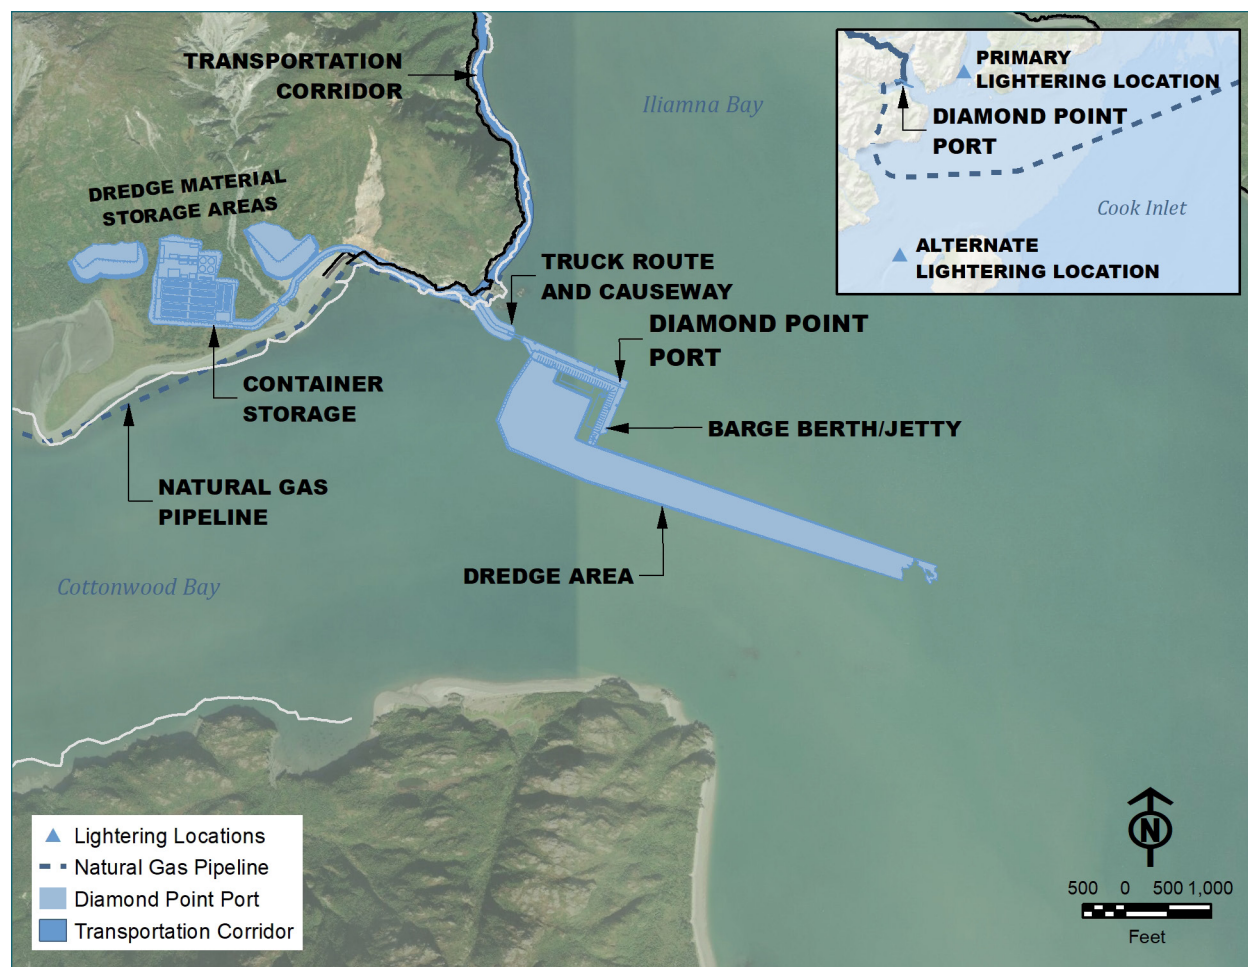 TRANSPORTATION
CORRIDOR
Iliamna Bay
PRIMARY
LIGHTERING LOCATION
DIAMOND POINT
PORT
Cook Inlet
ALTERNATE
LIGHTERING LOCATION
DREDGE MATERIAL
STORAGE AREAS
TRUCK ROUTE
AND CAUSEWAY
DIAMOND POINT
PORT
CONTAINER
STORAGE
BARGE BERTH/JETTY
NATURAL GAS
PIPELINE
DREDGE AREA
Cottonwood Bay
Lightering Locations
Natural Gas Pipeline
Diamond Point Port
Transportation Corridor
N
500 0 500 1,000
Feet